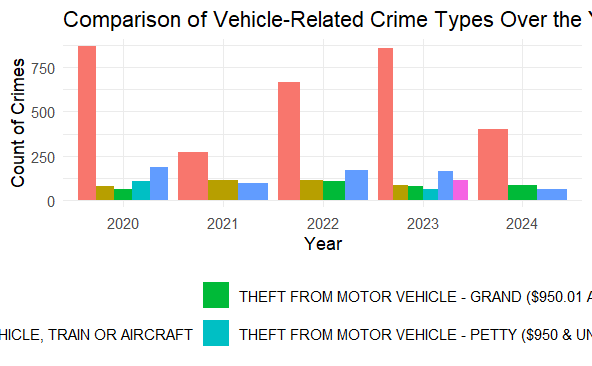 Comparison of Vehicle-Related Crime Types Over the Y
Count of Crimes
750
500
250
0
2020 2021 2022 2023 2024
Year
THEFT FROM MOTOR VEHICLE - GRAND ($950.01 A
HICLE, TRAIN OR AIRCRAFT THEFT FROM MOTOR VEHICLE - PETTY ($950 & UN